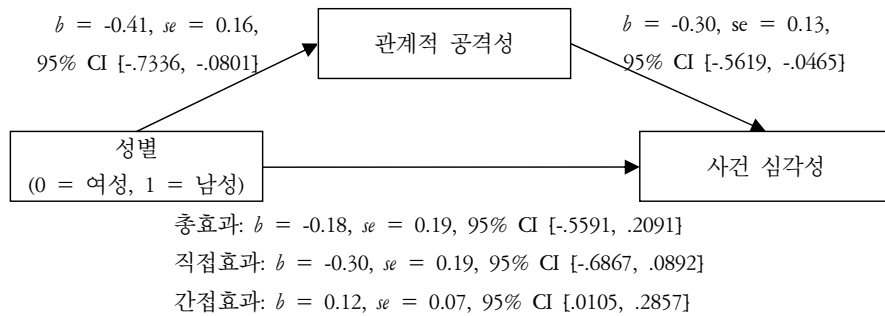 b = -0.41, se = 0.16,
95% CI [-.7336, -.0801]
관계적 공격성
b = -0.30, se = 0.13,
95% CI [-.5619, -.0465]
성별
(0 = 여성, 1 = 남성)
사건 심각성
총효과: b = -0.18, se = 0.19, 95% CI [-.5591, .2091]
직접효과: b = -0.30, se = 0.19, 95% CI [-.6867, .0892]
간접효과: b = 0.12, se = 0.07, 95% CI [.0105, .2857]